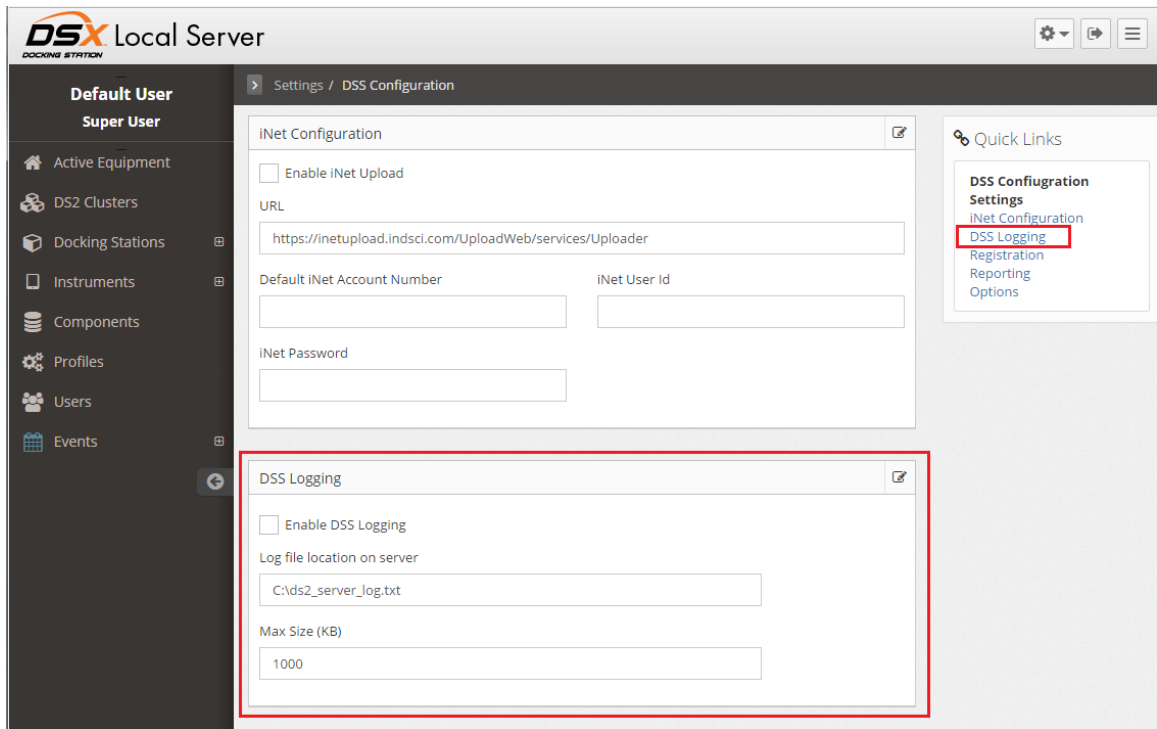 DSX Local Server
DOCKING STATION
Default User
Super User
Active Equipment
DS2 Clusters
Docking Stations
Instruments
Components
Profiles
Users
Events
Settings / DSS Configuration
iNet Configuration
Enable iNet Upload
URL
https://inetupload.indsci.com/UploadWeb/services/Uploader
Default iNet Account Number
iNet User Id
iNet Password
DSS Logging
Enable DSS Logging
Log file location on server
C:\ds2_server_log.txt
Max Size (KB)
1000
Quick Links
DSS Confiugration
Settings
iNet Configuration
DSS Logging
Registration
Reporting
Options